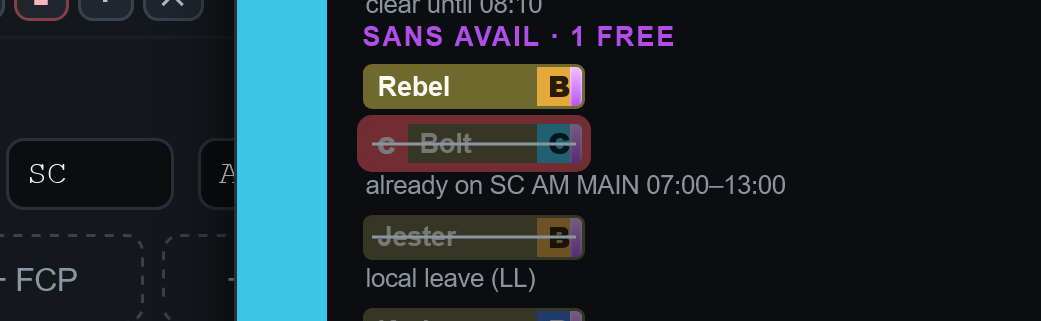 clear until 08:10
SANS AVAIL · 1 FREE
Rebel B
c Bolt C
already on SC AM MAIN 07:00–13:00
Jester B
local leave (LL)
SC
A
FCP